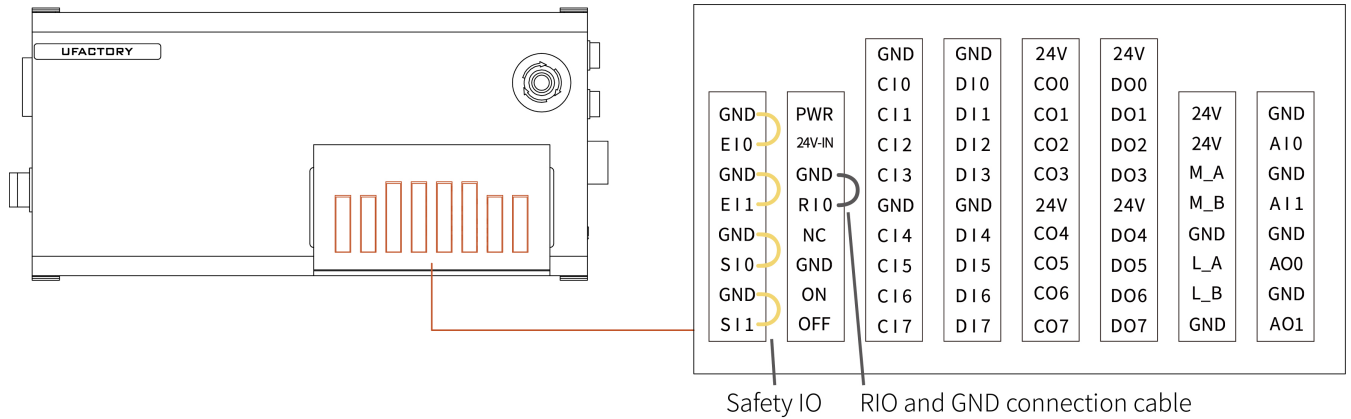 UFACTORY
GND
EI0
GND
EI1
GND
SI0
GND
SI1
PWR
24V-IN
GND
RI0
NC
GND
ON
OFF
GND
CI0
CI1
CI2
CI3
GND
CI4
CI5
CI6
CI7
GND
DI0
DI1
DI2
DI3
GND
DI4
DI5
DI6
DI7
24V
CO0
CO1
CO2
CO3
24V
CO4
CO5
CO6
CO7
24V
DO0
DO1
DO2
DO3
24V
DO4
DO5
DO6
DO7
24V
24V
M_A
M_B
GND
L_A
L_B
GND
GND
AI0
GND
AI1
GND
AO0
GND
AO1
Safety IO
RIO and GND connection cable